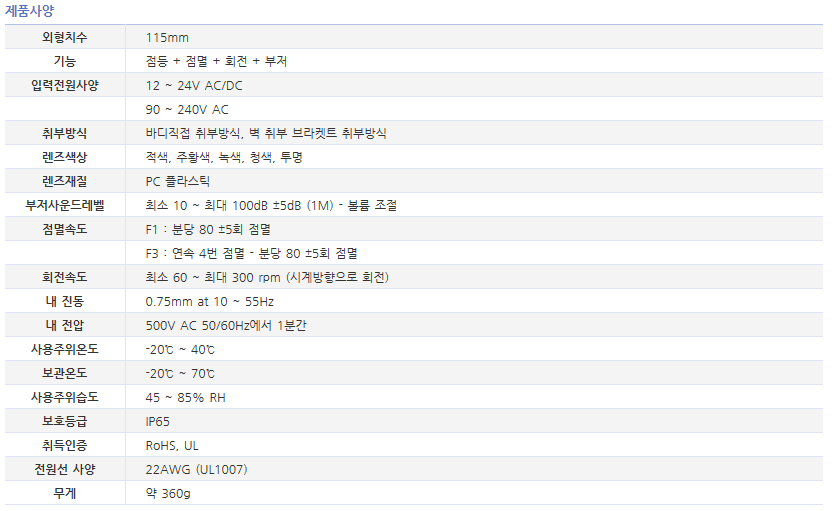 제품사양
외형치수 115mm
기능 점등 + 점멸 + 회전 + 부저
입력전원사양 12 ~ 24V AC/DC
90 ~ 240V AC
취부방식 바디직접 취부방식, 벽 취부 브라켓트 취부방식
렌즈색상 적색, 주황색, 녹색, 청색, 투명
렌즈재질 PC 플라스틱
부저사운드레벨 최소 10 ~ 최대 100dB ±5dB (1M) - 볼륨 조절
점멸속도 F1 : 분당 80 ±5회 점멸
F3 : 연속 4번 점멸 - 분당 80 ±5회 점멸
회전속도 최소 60 ~ 최대 300 rpm (시계방향으로 회전)
내 진동 0.75mm at 10 ~ 55Hz
내 전압 500V AC 50/60Hz에서 1분간
사용주위온도 -20℃ ~ 40℃
보관온도 -20℃ ~ 70℃
사용주위습도 45 ~ 85% RH
보호등급 IP65
취득인증 RoHS, UL
전원선 사양 22AWG (UL1007)
무게 약 360g